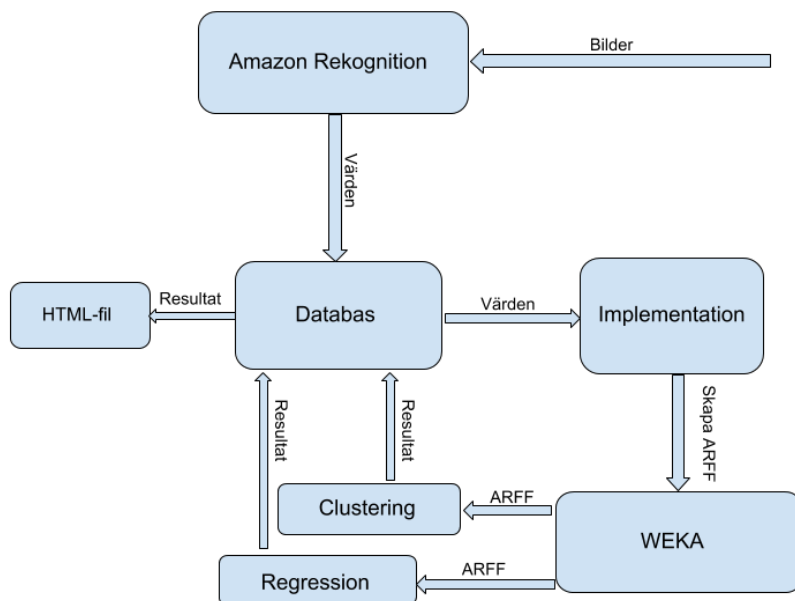 Amazon Rekognition
Bilder
Värden
HTML-fil
Resultat
Databas
Värden
Implementation
Resultat
Resultat
Skapa ARFF
Clustering
ARFF
WEKA
Regression
ARFF